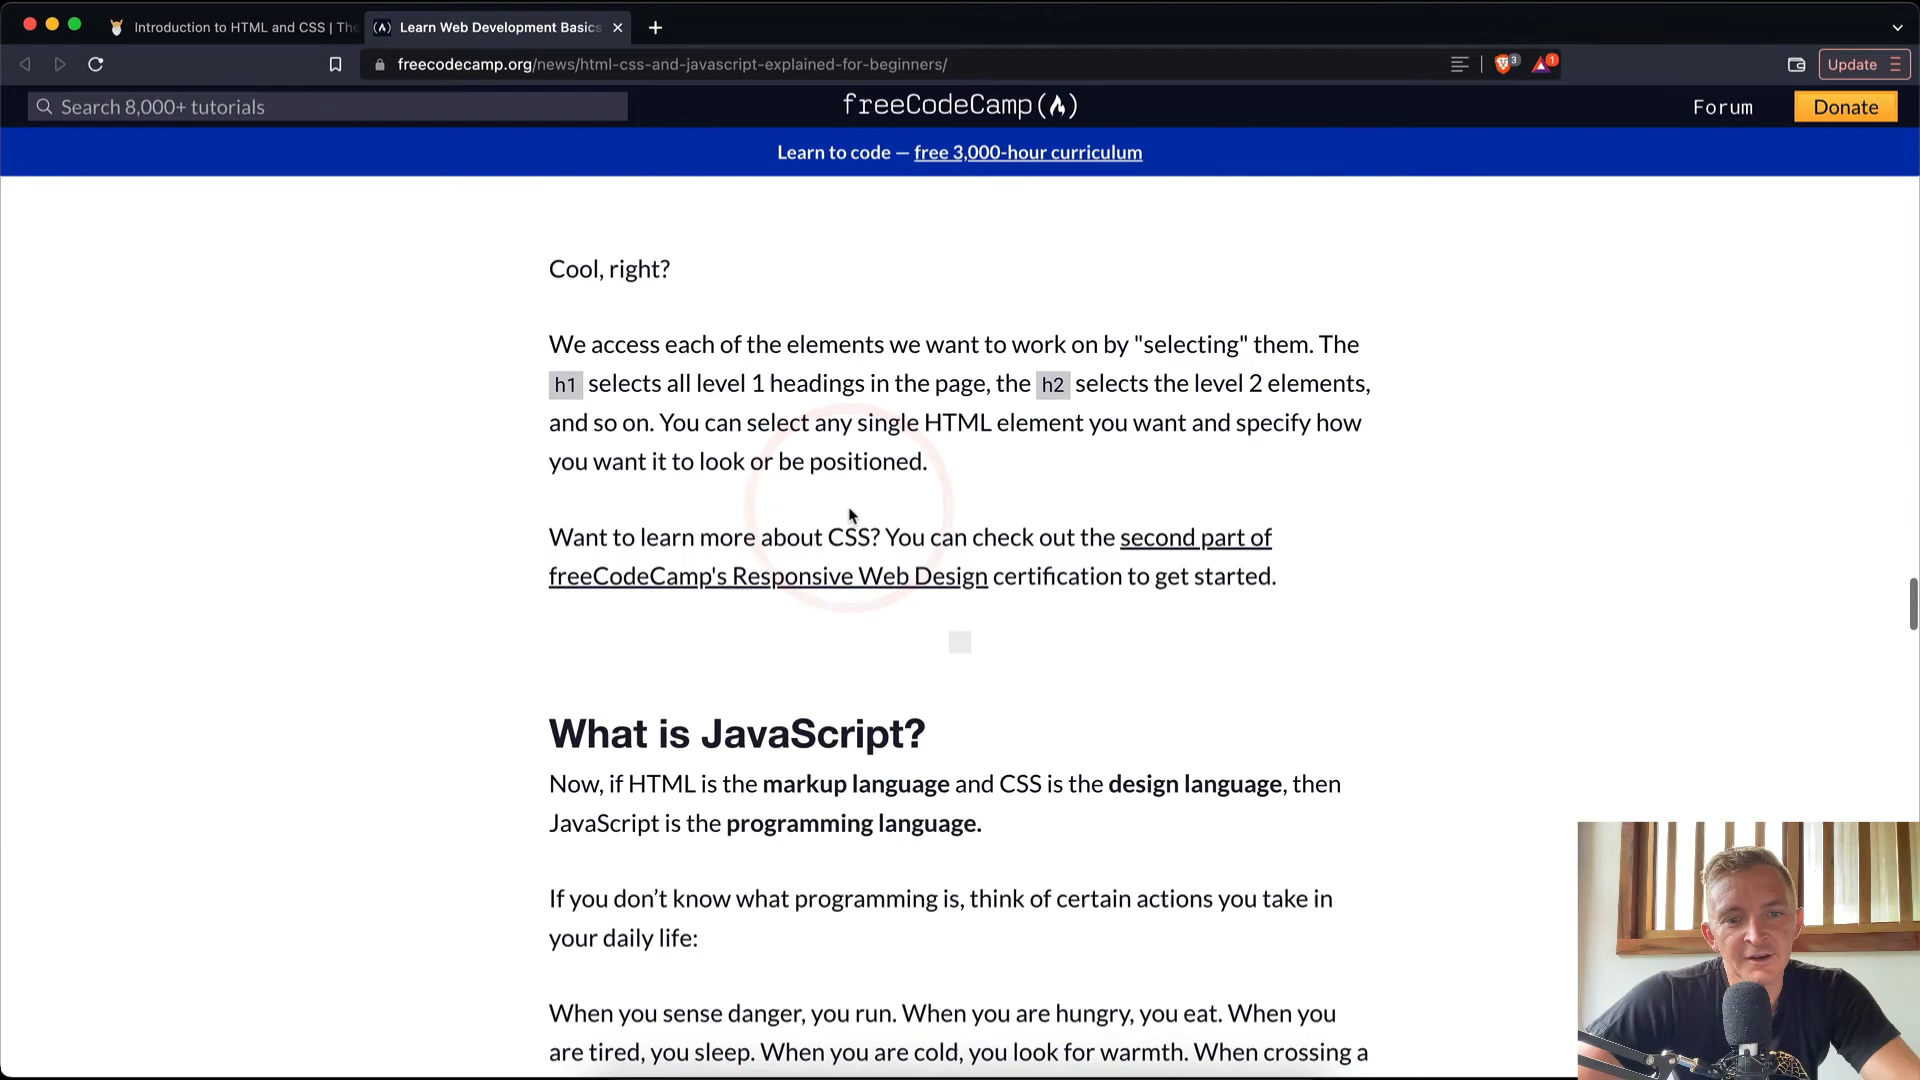 Introduction to HTML and CSS | The
Learn Web Development Basics
freecodecamp.org/news/html-css-and-javascript-explained-for-beginners/
3
1
Update
Search 8,000+ tutorials
freeCodeCamp
Forum
Donate
Learn to code — free 3,000-hour curriculum
Cool, right?
We access each of the elements we want to work on by "selecting" them. The
h1 selects all level 1 headings in the page, the h2 selects the level 2 elements,
and so on. You can select any single HTML element you want and specify how
you want it to look or be positioned.
Want to learn more about CSS? You can check out the second part of
freeCodeCamp's Responsive Web Design certification to get started.
What is JavaScript?
Now, if HTML is the markup language and CSS is the design language, then
JavaScript is the programming language.
If you don’t know what programming is, think of certain actions you take in
your daily life:
When you sense danger, you run. When you are hungry, you eat. When you
are tired, you sleep. When you are cold, you look for warmth. When crossing a